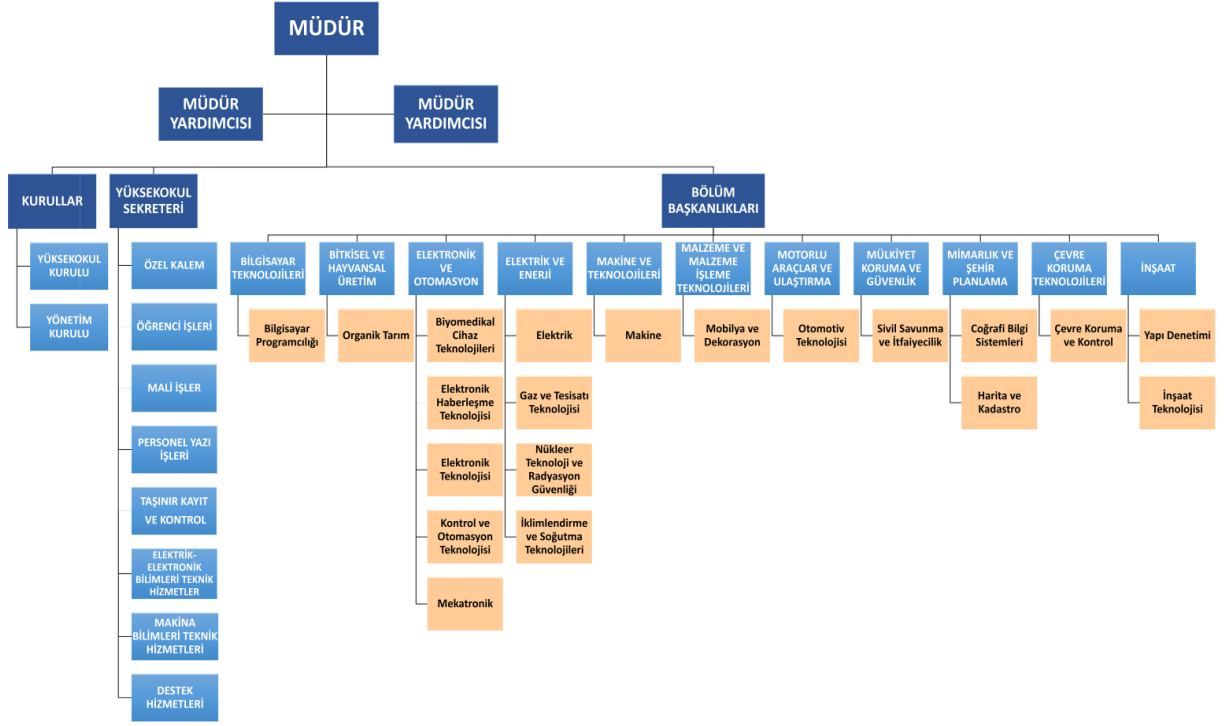 MÜDÜR
MÜDÜR
YARDIMCISI
MÜDÜR
YARDIMCISI
KURULLAR
YÜKSEKOKUL
KURULU
YÖNETİM
KURULU
YÜKSEKOKUL
SEKRETERİ
ÖZEL KALEM
ÖĞRENCİ İŞLERİ
MALİ İŞLER
PERSONEL YAZI
İŞLERİ
TAŞINIR KAYIT
VE KONTROL
ELEKTRİK-
ELEKTRONİK
BİLİMLERİ TEKNİK
HİZMETLER
MAKİNA
BİLİMLERİ TEKNİK
HİZMETLERİ
DESTEK
HİZMETLERİ
BÖLÜM
BAŞKANLIKLARI
BİLGİSAYAR
TEKNOLOJİLERİ
Bilgisayar
Programcılığı
BİTKİSEL VE
HAYVANSAL
ÜRETİM
Organik Tarım
ELEKTRONİK
VE
OTOMASYON
Biyomedikal
Cihaz
Teknolojileri
Elektronik
Haberleşme
Teknolojisi
Elektronik
Teknolojisi
Kontrol ve
Otomasyon
Teknolojisi
Mekatronik
ELEKTRİK VE
ENERJİ
Elektrik
Gaz ve Tesisatı
Teknolojisi
Nükleer
Teknoloji ve
Radyasyon
Güvenliği
İklimlendirme
ve Soğutma
Teknolojileri
MAKİNE VE
TEKNOLOJİLERİ
Makine
MALZEME VE
MALZEME
İŞLEME
TEKNOLOJİLERİ
Mobilya ve
Dekorasyon
MOTORLU
ARAÇLAR VE
ULAŞTIRMA
Otomotiv
Teknolojisi
MÜLKİYET
KORUMA VE
GÜVENLİK
Sivil Savunma
ve İtfaiyecilik
MİMARLIK VE
ŞEHİR
PLANLAMA
Coğrafi Bilgi
Sistemleri
Harita ve
Kadastro
ÇEVRE
KORUMA
TEKNOLOJİLERİ
Çevre Koruma
ve Kontrol
İNŞAAT
Yapı Denetimi
İnşaat
Teknolojisi